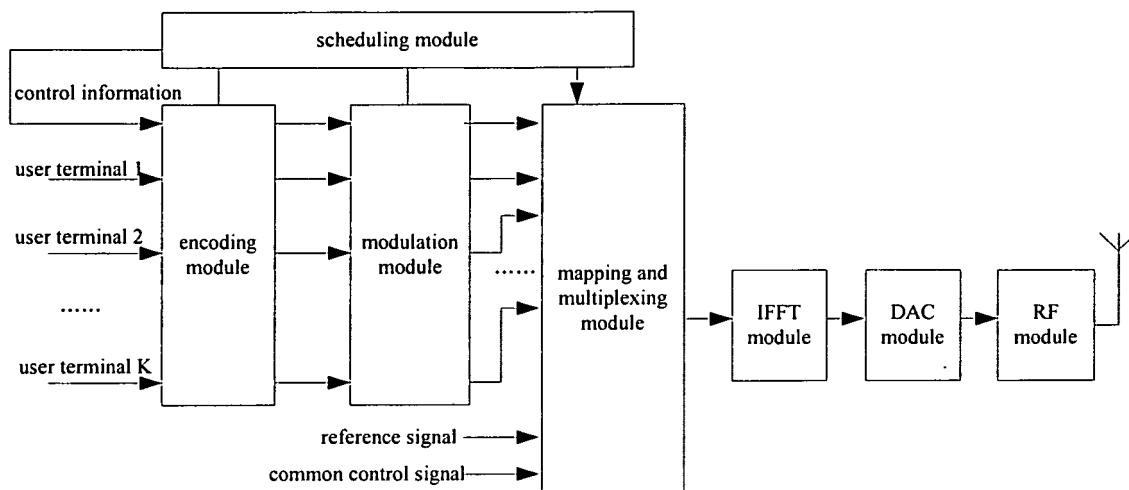 scheduling module
control information
user terminal 1
user terminal 2
......
user terminal K
encoding
module
modulation
module
......
mapping and
multiplexing
module
reference signal
common control signal
IFFT
module
DAC
module
RF
module